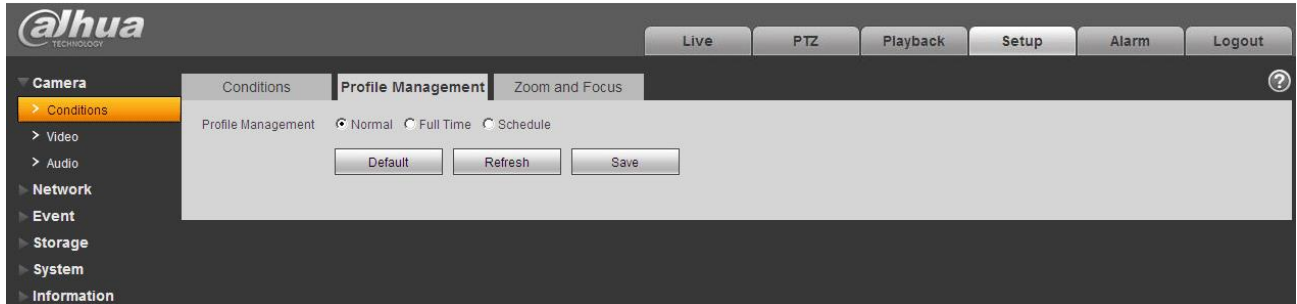 alhua
TECHNOLOGY
Live PTZ Playback Setup Alarm Logout
Camera
Conditions Profile Management Zoom and Focus
?
> Conditions
Profile Management Normal Full Time Schedule
> Video
> Audio
Default Refresh Save
Network
Event
Storage
System
Information